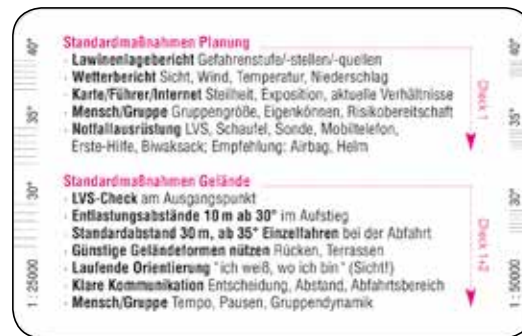 Standardmaßnahmen Planung
· Lawinenlagebericht Gefahrenstufe/-stellen/-quellen
· Wetterbericht Sicht, Wind, Temperatur, Niederschlag
· Karte/Führer/Internet Steilheit, Exposition, aktuelle Verhältnisse
· Mensch/Gruppe Gruppengröße, Eigenkönnen, Risikobereitschaft
· Notfallausrüstung LVS, Schaufel, Sonde, Mobiltelefon,
Erste-Hilfe, Biwaksack; Empfehlung: Airbag, Helm
Check 1
Standardmaßnahmen Gelände
· LVS-Check am Ausgangspunkt
· Entlastungsabstände 10 m ab 30° im Aufstieg
· Standardabstand 30 m, ab 35° Einzelfahren bei der Abfahrt
· Günstige Geländeformen nützen Rücken, Terrassen
· Laufende Orientierung "ich weiß, wo ich bin" (Sicht!)
· Klare Kommunikation Entscheidung, Abstand, Abfahrtsbereich
· Mensch/Gruppe Tempo, Pausen, Gruppendynamik
Check 1+2
40°
35°
30°
1 : 25000
40°
35°
30°
1 : 50000